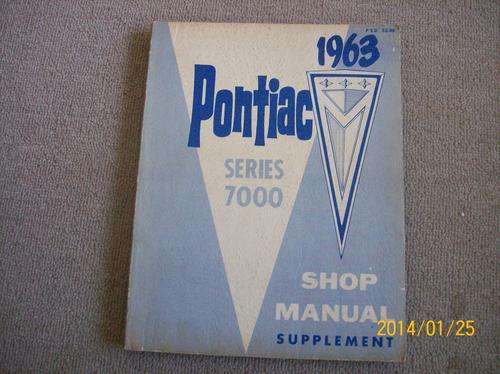 1963
Pontiac
SERIES
7000
SHOP
MANUAL
SUPPLEMENT
2014/01/25